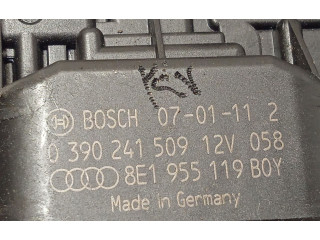 BOSCH 07-01-11 2
0 390 241 509 12V 058
8E1 955 119 B0Y
Made in Germany